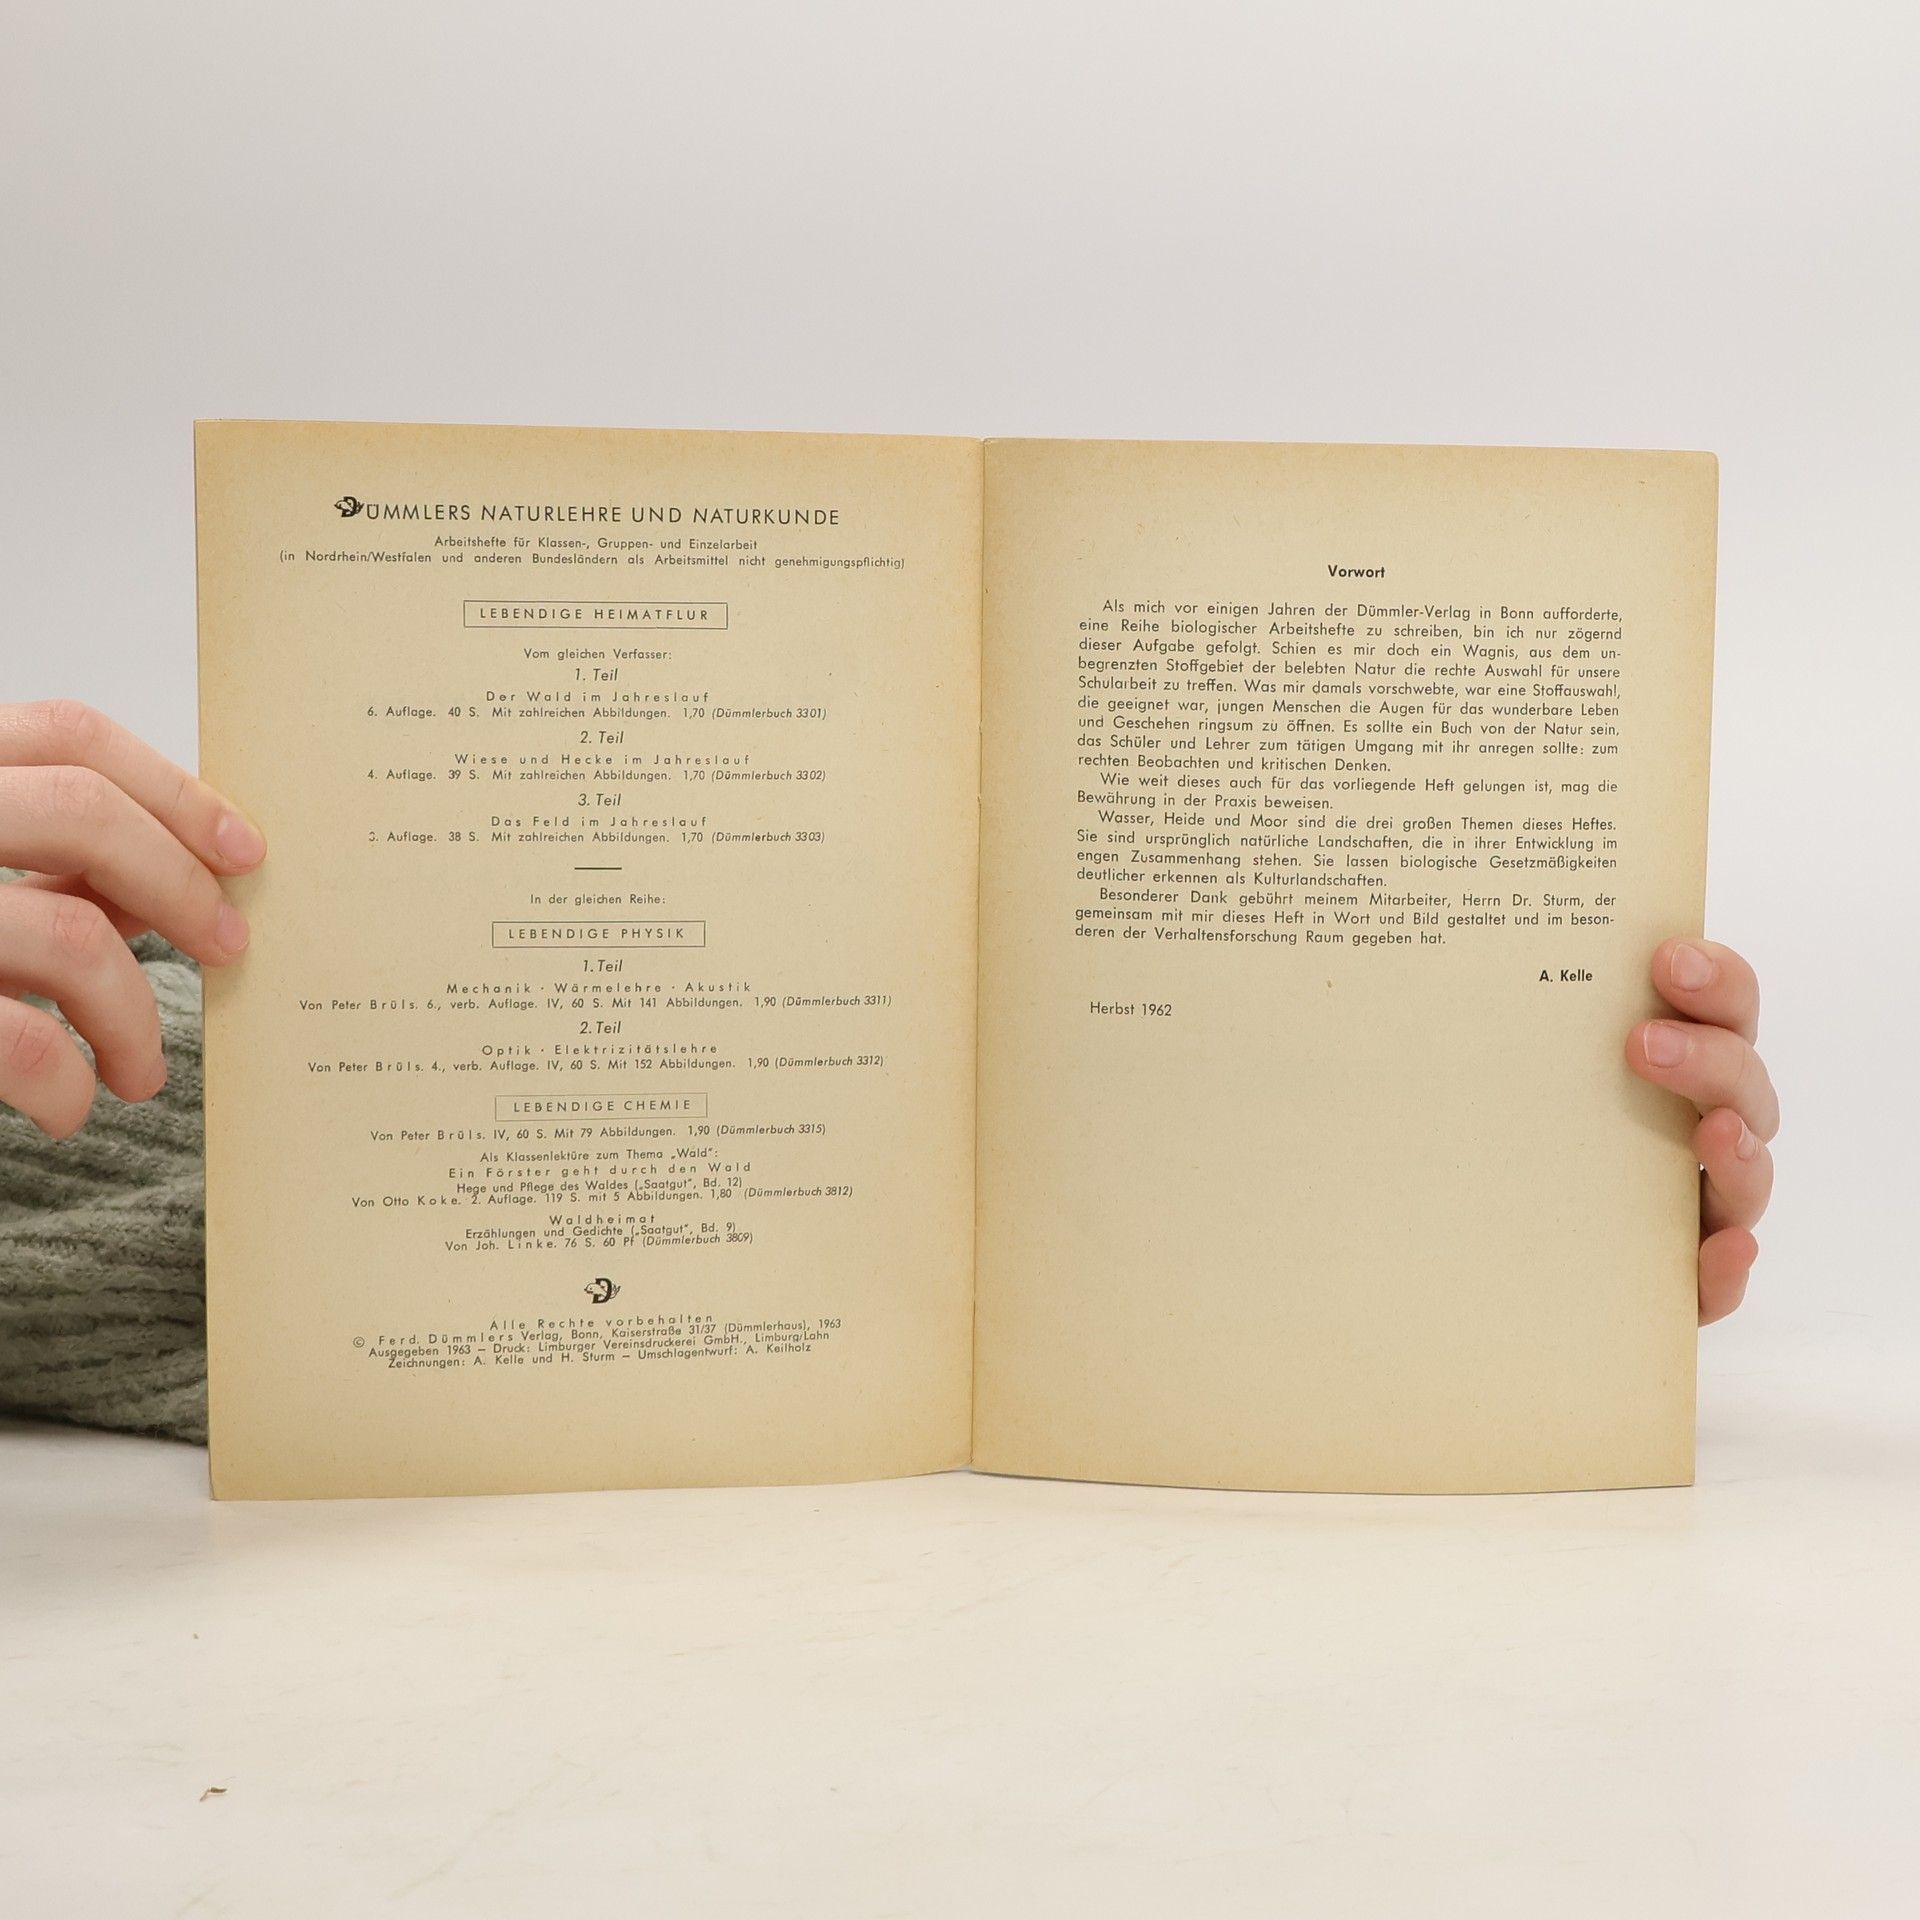 DÜMMLERS NATURLEHRE UND NATURKUNDE
Arbeitshefte für Klassen-, Gruppen- und Einzelarbeit
(in Nordrhein/Westfalen und anderen Bundesländern als Arbeitsmittel nicht genehmigungspflichtig)
LEBENDIGE HEIMATFLUR
Vom gleichen Verfasser:
1. Teil
Der Wald im Jahreslauf
6. Auflage. 40 S. Mit zahlreichen Abbildungen. 1,70 (Dümmlerbuch 3301)
2. Teil
Wiese und Hecke im Jahreslauf
4. Auflage. 39 S. Mit zahlreichen Abbildungen. 1,70 (Dümmlerbuch 3302)
3. Teil
Das Feld im Jahreslauf
3. Auflage. 38 S. Mit zahlreichen Abbildungen. 1,70 (Dümmlerbuch 3303)
In der gleichen Reihe:
LEBENDIGE PHYSIK
1. Teil
Mechanik · Wärmelehre · Akustik
Von Peter Brüls. 6., verb. Auflage. IV, 60 S. Mit 141 Abbildungen. 1,90 (Dümmlerbuch 3311)
2. Teil
Optik · Elektrizitätslehre
Von Peter Brüls. 4., verb. Auflage. IV, 60 S. Mit 152 Abbildungen. 1,90 (Dümmlerbuch 3312)
LEBENDIGE CHEMIE
Von Peter Brüls. IV, 60 S. Mit 79 Abbildungen. 1,90 (Dümmlerbuch 3315)
Als Klassenlektüre zum Thema „Wald“:
Ein Förster geht durch den Wald
Hege und Pflege des Waldes („Saatgut“, Bd. 12)
Von Otto Koke. 2. Auflage. 119 S. mit 5 Abbildungen. 1,80 (Dümmlerbuch 3812)
Waldheimat
Erzählungen und Gedichte („Saatgut“, Bd. 9)
Von Joh. Linke. 76 S. 60 Pf (Dümmlerbuch 3809)
D
Alle Rechte vorbehalten
© Ferd. Dümmlers Verlag, Bonn, Kaiserstraße 31/37 (Dümmlerhaus), 1963
Ausgegeben 1963 – Druck: Limburger Vereinsdruckerei GmbH., Limburg/Lahn
Zeichnungen: A. Kelle und H. Sturm – Umschlagentwurf: A. Keilholz
Vorwort
Als mich vor einigen Jahren der Dümmler-Verlag in Bonn aufforderte,
eine Reihe biologischer Arbeitshefte zu schreiben, bin ich nur zögernd
dieser Aufgabe gefolgt. Schien es mir doch ein Wagnis, aus dem un-
begrenzten Stoffgebiet der belebten Natur die rechte Auswahl für unsere
Schularbeit zu treffen. Was mir damals vorschwebte, war eine Stoffauswahl,
die geeignet war, jungen Menschen die Augen für das wunderbare Leben
und Geschehen ringsum zu öffnen. Es sollte ein Buch von der Natur sein,
das Schüler und Lehrer zum tätigen Umgang mit ihr anregen sollte: zum
rechten Beobachten und kritischen Denken.
Wie weit dieses auch für das vorliegende Heft gelungen ist, mag die
Bewährung in der Praxis beweisen.
Wasser, Heide und Moor sind die drei großen Themen dieses Heftes.
Sie sind ursprünglich natürliche Landschaften, die in ihrer Entwicklung im
engen Zusammenhang stehen. Sie lassen biologische Gesetzmäßigkeiten
deutlicher erkennen als Kulturlandschaften.
Besonderer Dank gebührt meinem Mitarbeiter, Herrn Dr. Sturm, der
gemeinsam mit mir dieses Heft in Wort und Bild gestaltet und im beson-
deren der Verhaltensforschung Raum gegeben hat.
A. Kelle
Herbst 1962